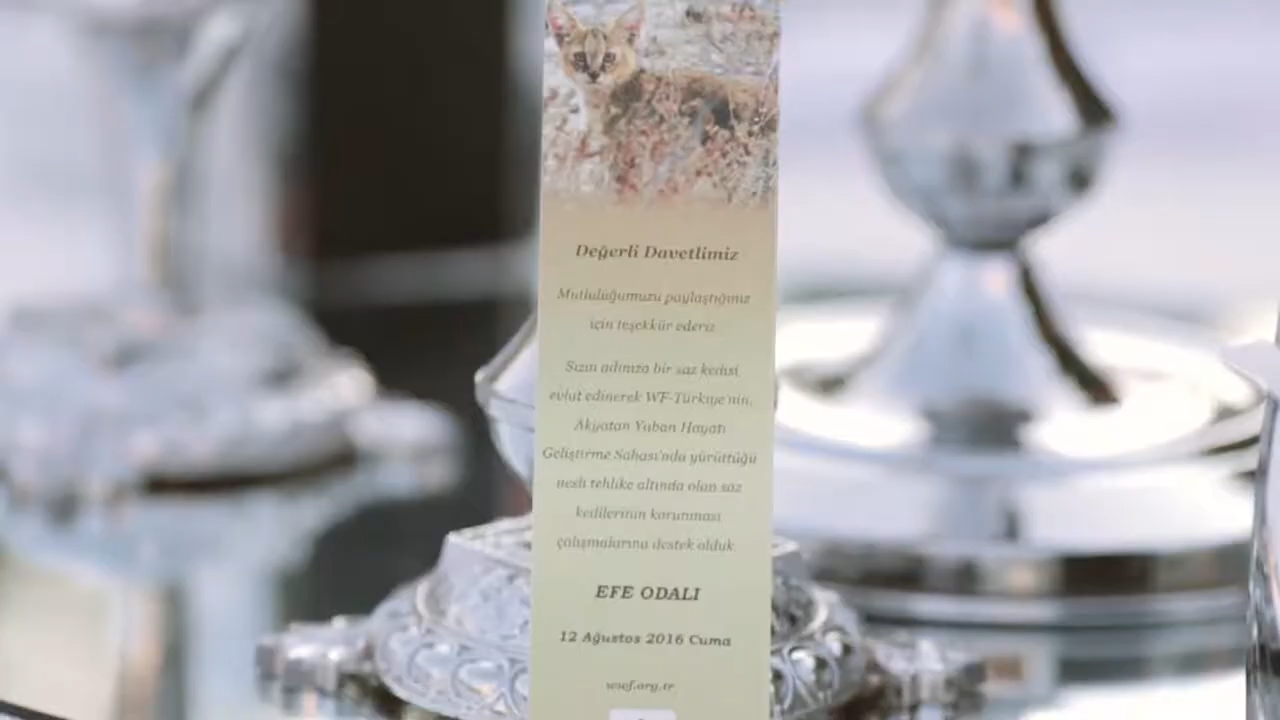 Değerli Davetlimiz
Mutluluğumuzu paylaştığınız
için teşekkür ederiz
Sizin adınıza bir saz kedisi
evlat edinerek WF-Türkiye'nin,
Akyatan Yaban Hayatı
Geliştirme Sahası'nda yürüttüğü
nesli tehlike altında olan saz
kedilerinin korunması
çalışmalarına destek olduk.
EFE ODALI
12 Ağustos 2016 Cuma
wwf.org.tr